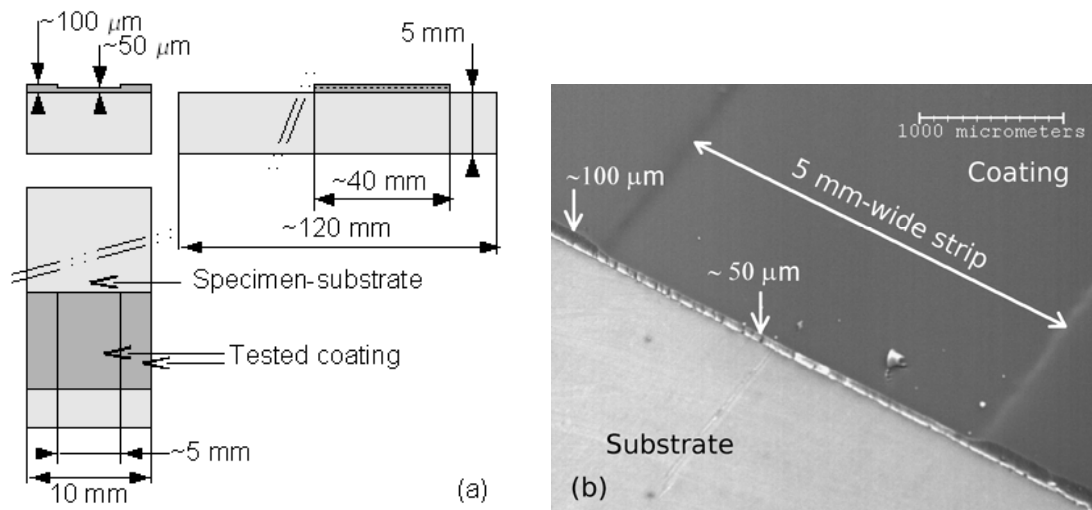 ~100 μm
~50 μm
5 mm
~40 mm
~120 mm
Specimen-substrate
Tested coating
~5 mm
10 mm
(a)
1000 micrometers
Coating
~100 μm
5 mm-wide strip
~ 50 μm
Substrate
(b)